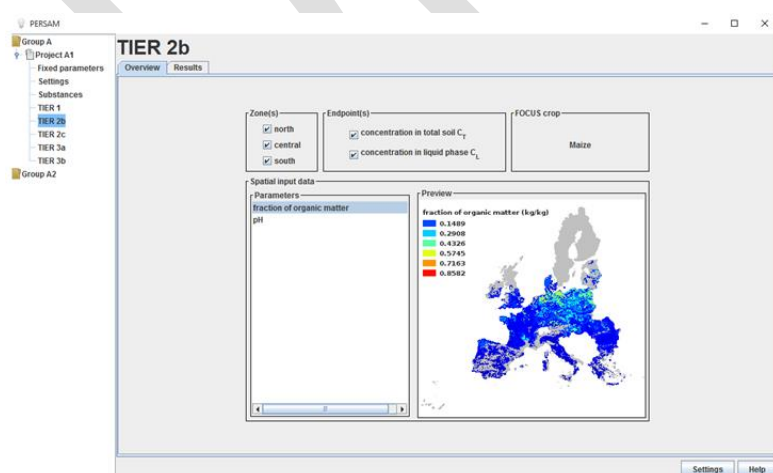 PERSAM
Group A
Project A1
Fixed parameters
Settings
Substances
TIER 1
TIER 2b
TIER 2c
TIER 3a
TIER 3b
Group A2
TIER 2b
Overview Results
Zone(s)
north
central
south
Endpoint(s)
concentration in total soil C_T
concentration in liquid phase C_L
FOCUS crop
Maize
Spatial input data
Parameters
fraction of organic matter
pH
Preview
fraction of organic matter (kg/kg)
0.1489
0.2908
0.4326
0.5745
0.7163
0.8582
Settings Help